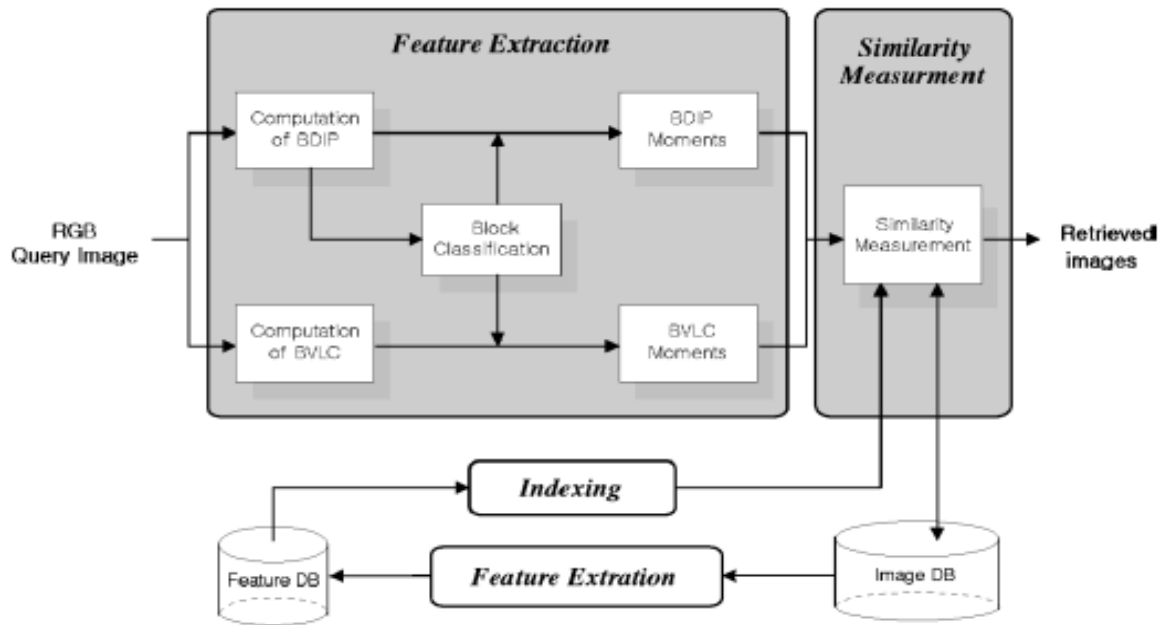 Feature Extraction
Similarity
Measurment
Computation
of BDIP
BDIP
Moments
RGB
Query Image
Block
Classification
Similarity
Measurement
Retrieved
images
Computation
of BVLC
BVLC
Moments
Indexing
Feature DB
Feature Extration
Image DB